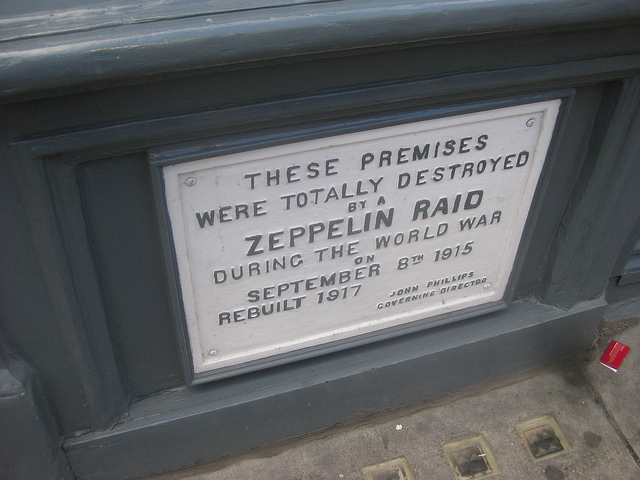 THESE PREMISES
WERE TOTALLY DESTROYED
BY A
ZEPPELIN RAID
DURING THE WORLD WAR
ON
SEPTEMBER 8TH 1915
REBUILT 1917
JOHN PHILLIPS
GOVERNING DIRECTOR